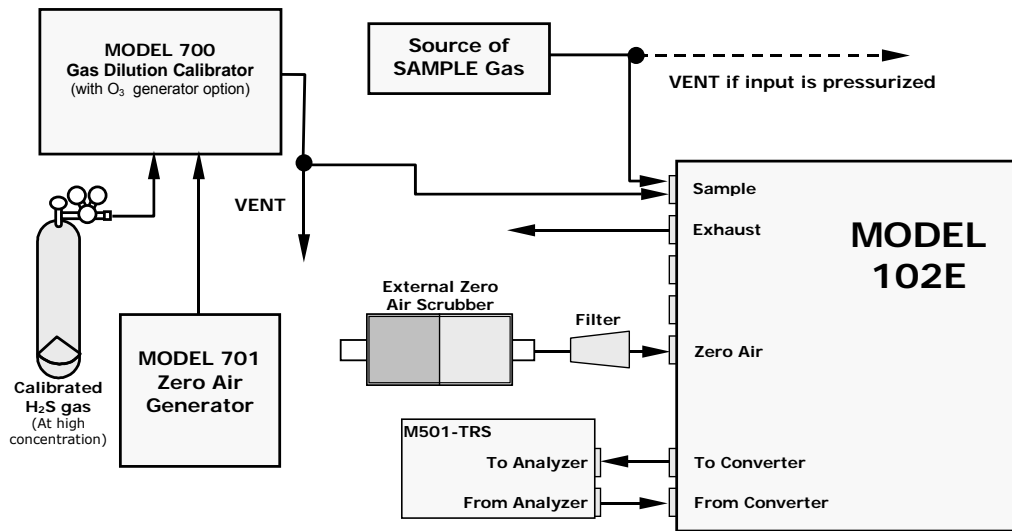 MODEL 700
Gas Dilution Calibrator
(with O₃ generator option)
Source of
SAMPLE Gas
VENT if input is pressurized
VENT
Sample
Exhaust
MODEL
102E
External Zero
Air Scrubber
Filter
Zero Air
MODEL 701
Zero Air
Generator
Calibrated
H₂S gas
(At high
concentration)
M501-TRS
To Analyzer
From Analyzer
To Converter
From Converter